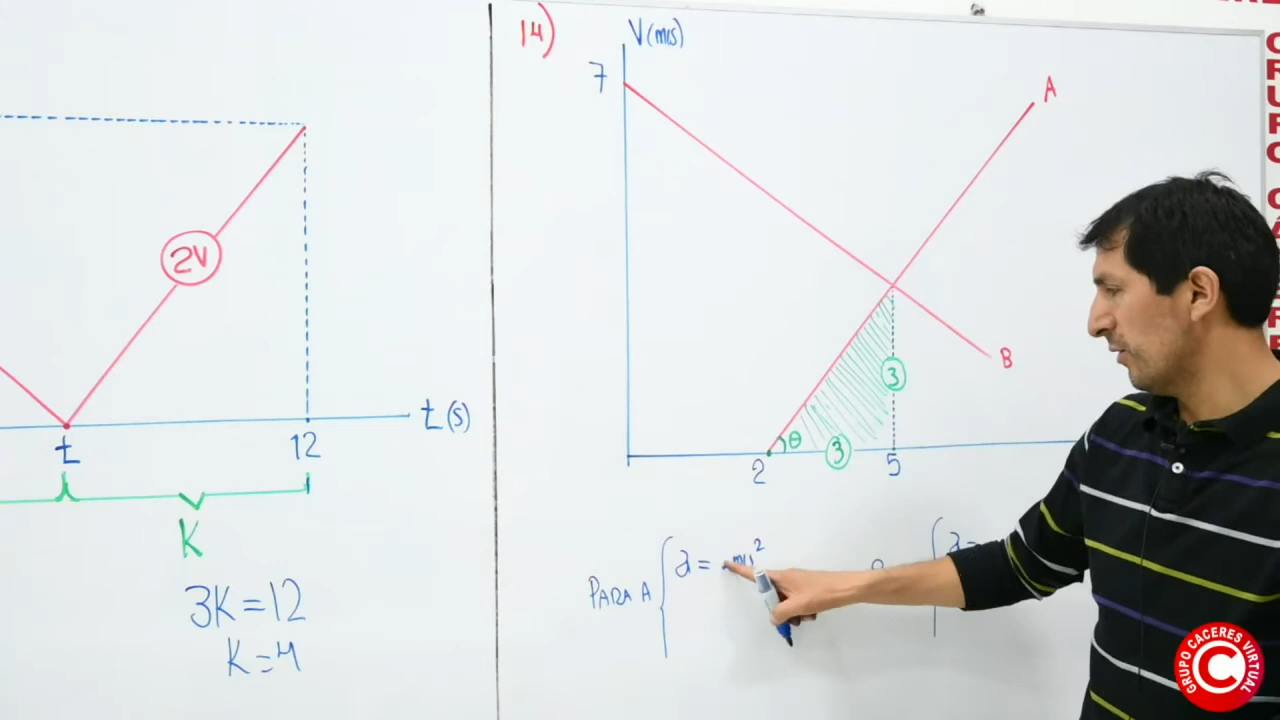 2V
t (s)
t
12
K
3K = 12
K = 4
14)
V (m/s)
7
A
B
θ
3
3
2
5
PARA A
a =
m/s²
a =
GRUPO CACERES VIRTUAL
C